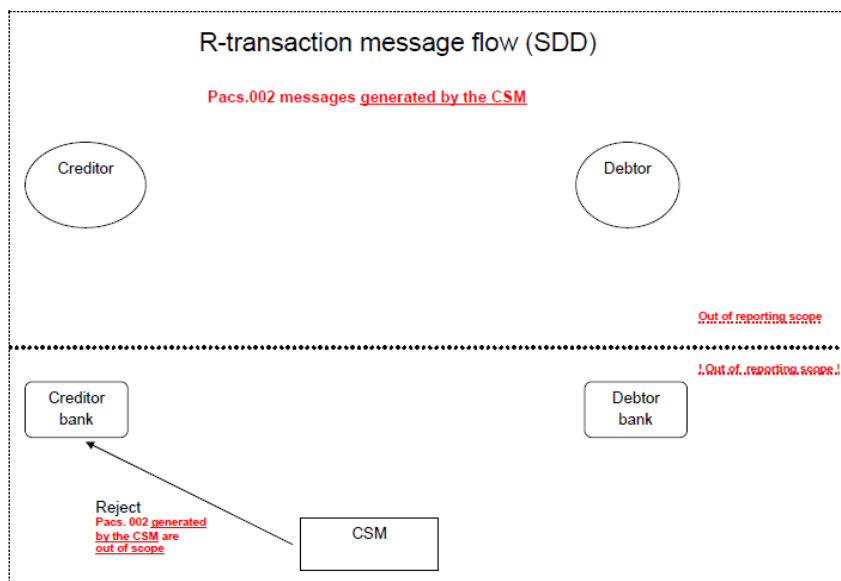 R-transaction message flow (SDD)
Pacs.002 messages generated by the CSM
Creditor
Debtor
Out of reporting scope
! Out of reporting scope !
Creditor
bank
Debtor
bank
Reject
Pacs. 002 generated
by the CSM are
out of scope
CSM